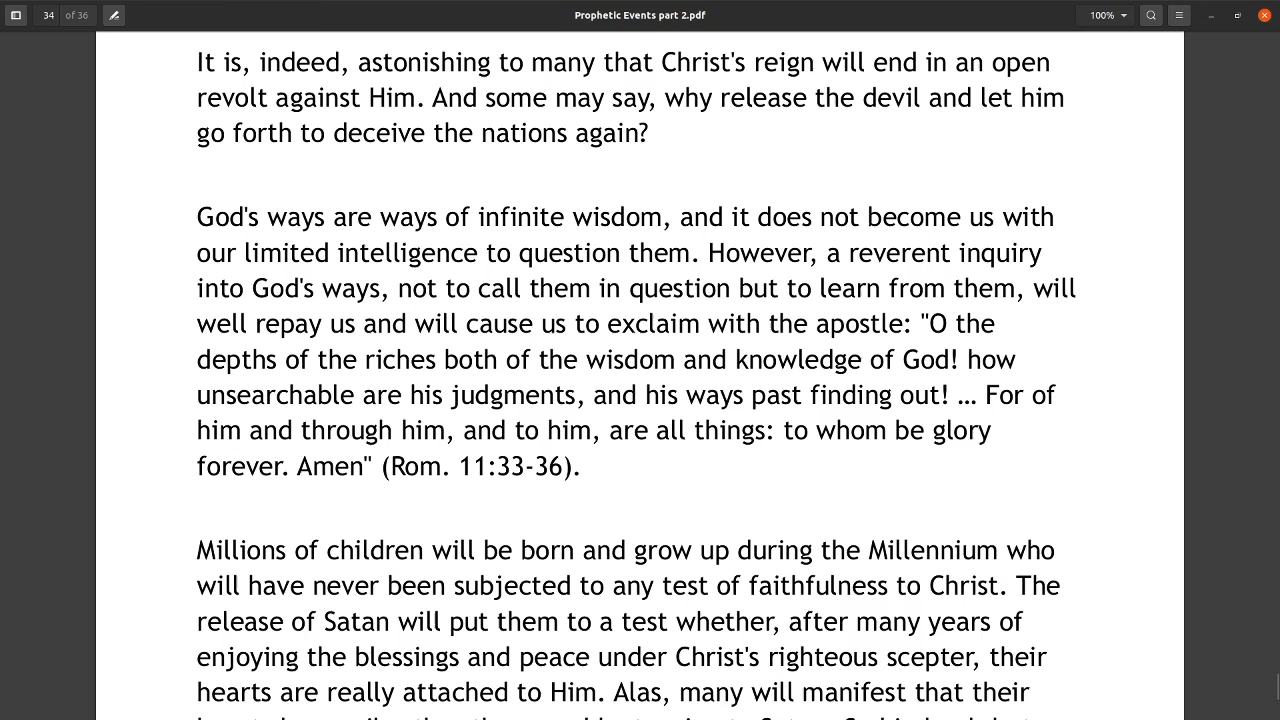 34 of 36
Prophetic Events part 2.pdf
100%
It is, indeed, astonishing to many that Christ's reign will end in an open
revolt against Him. And some may say, why release the devil and let him
go forth to deceive the nations again?
God's ways are ways of infinite wisdom, and it does not become us with
our limited intelligence to question them. However, a reverent inquiry
into God's ways, not to call them in question but to learn from them, will
well repay us and will cause us to exclaim with the apostle: "O the
depths of the riches both of the wisdom and knowledge of God! how
unsearchable are his judgments, and his ways past finding out! … For of
him and through him, and to him, are all things: to whom be glory
forever. Amen" (Rom. 11:33-36).
Millions of children will be born and grow up during the Millennium who
will have never been subjected to any test of faithfulness to Christ. The
release of Satan will put them to a test whether, after many years of
enjoying the blessings and peace under Christ's righteous scepter, their
hearts are really attached to Him. Alas, many will manifest that their